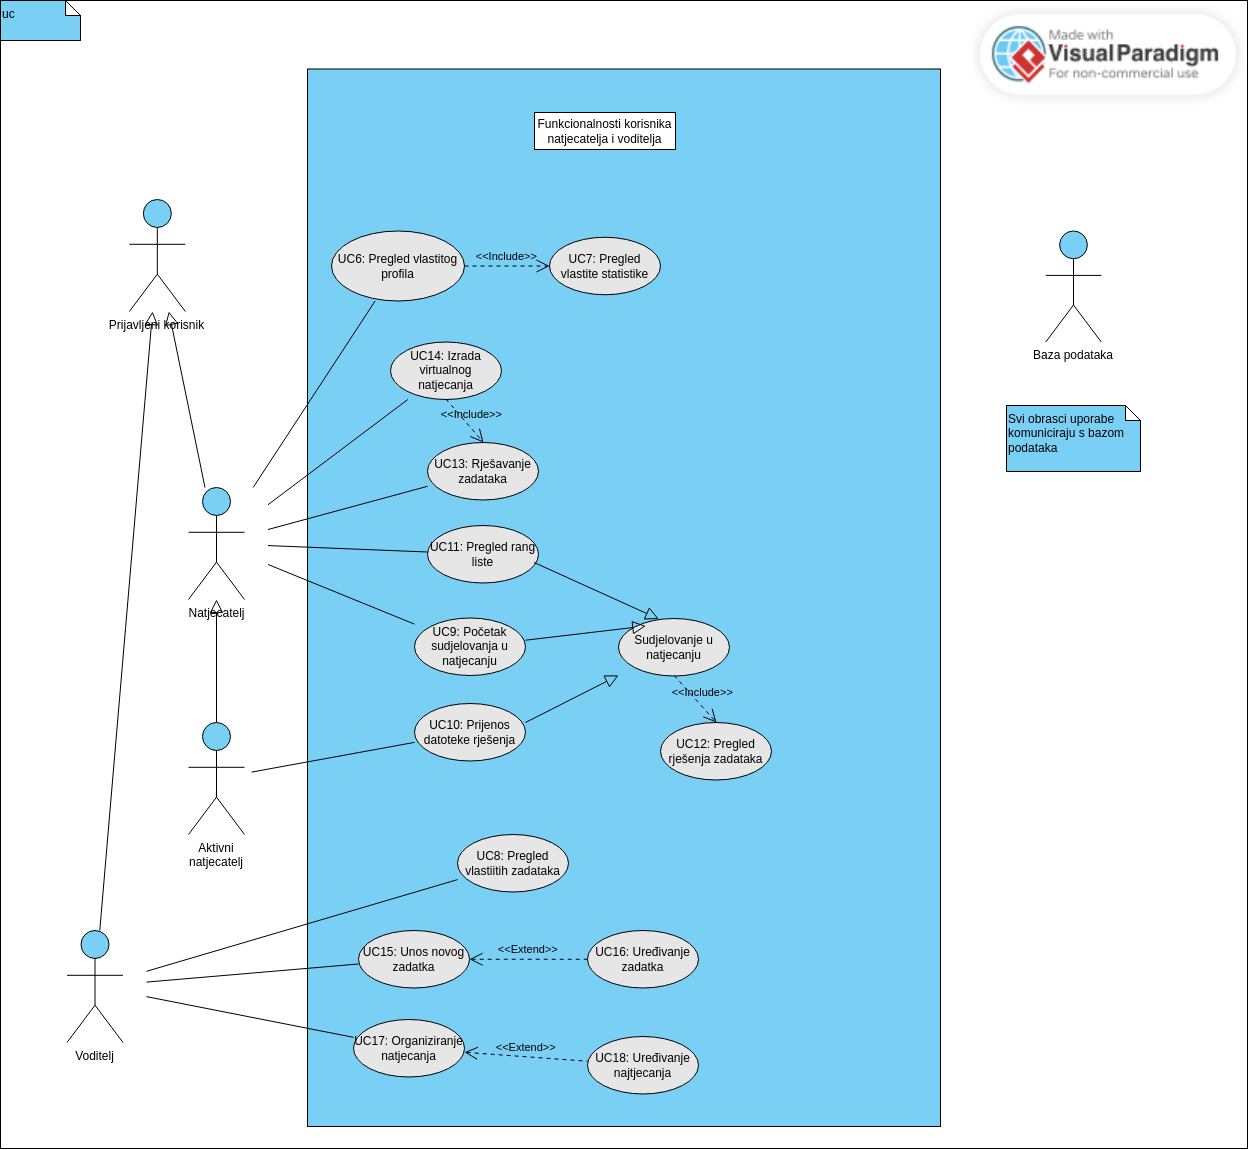 uc
Made with
Visual Paradigm
For non-commercial use
Funkcionalnosti korisnika
natjecatelja i voditelja
Prijavljeni korisnik
UC6: Pregled vlastitog
profila
<<Include>>
UC7: Pregled
vlastite statistike
Baza podataka
UC14: Izrada
virtualnog
natjecanja
<<Include>>
Svi obrasci uporabe
komuniciraju s bazom
podataka
UC13: Rješavanje
zadataka
UC11: Pregled rang
liste
Natjecatelj
UC9: Početak
sudjelovanja u
natjecanju
Sudjelovanje u
natjecanju
<<Include>>
UC10: Prijenos
datoteke rješenja
UC12: Pregled
rješenja zadataka
Aktivni
natjecatelj
UC8: Pregled
vlastiitih zadataka
UC15: Unos novog
zadatka
<<Extend>>
UC16: Uređivanje
zadatka
Voditelj
UC17: Organiziranje
natjecanja
<<Extend>>
UC18: Uređivanje
najtjecanja